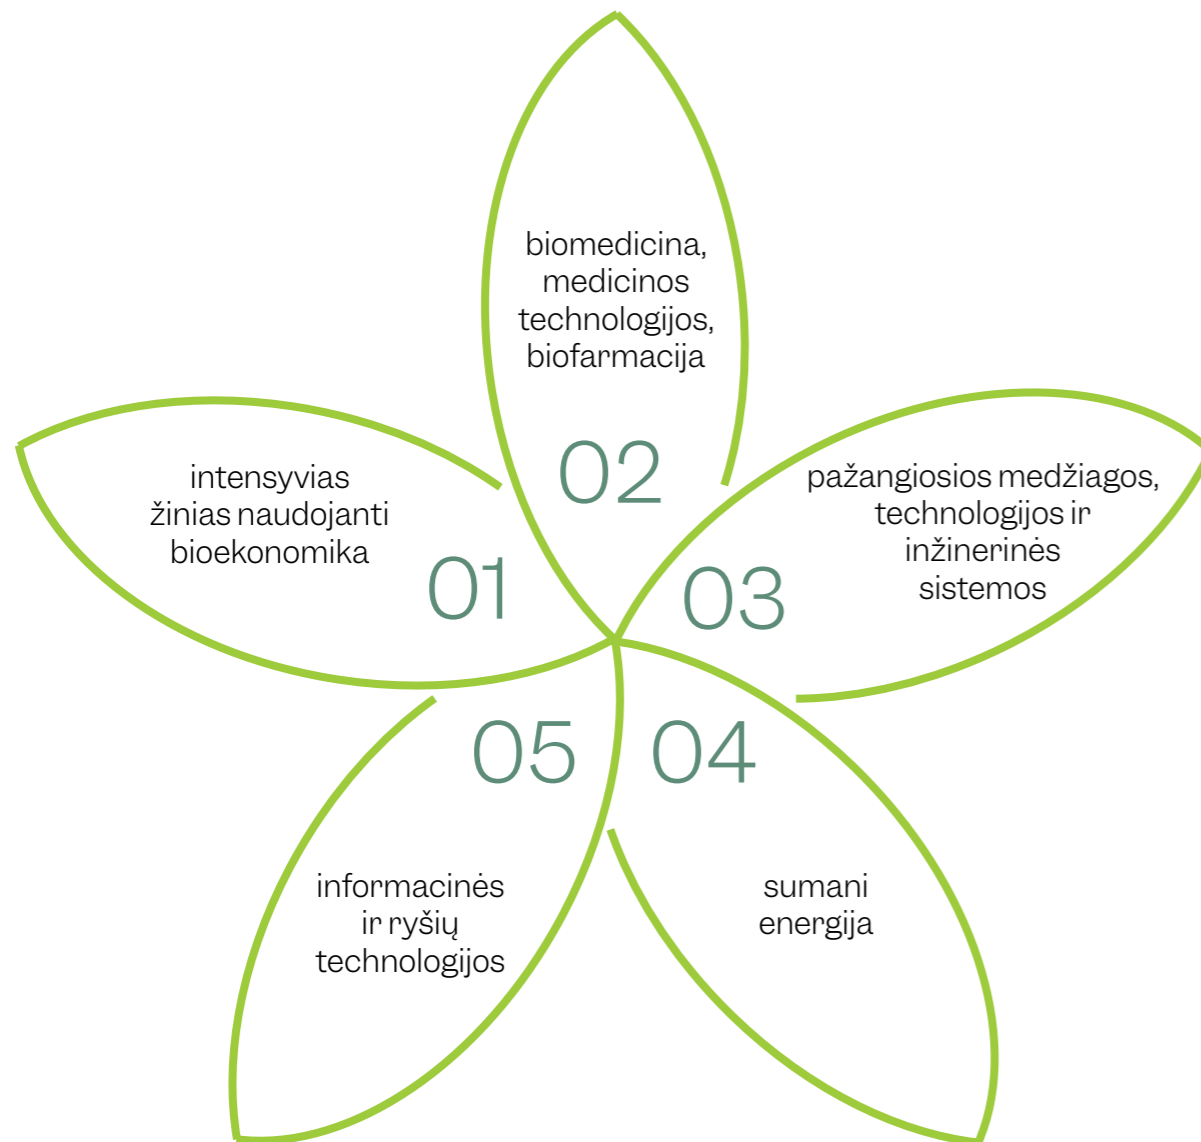 intensyvias
žinias naudojanti
bioekonomika
01
biomedicina,
medicinos
technologijos,
biofarmacija
02
pažangiosios medžiagos,
technologijos ir
inžinerinės
sistemos
03
sumani
energija
04
informacinės
ir ryšių
technologijos
05